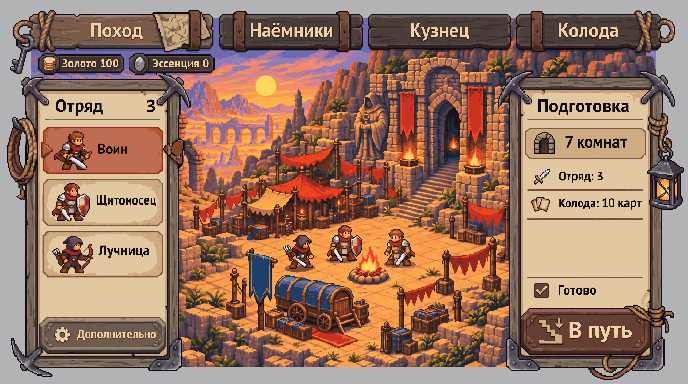 Поход
Наёмники
Кузнец
Колода
Золото 100
Эссенция 0
Отряд 3
Воин
Щитоносец
Лучница
Дополнительно
Подготовка
7 комнат
Отряд: 3
Колода: 10 карт
Готово
В путь